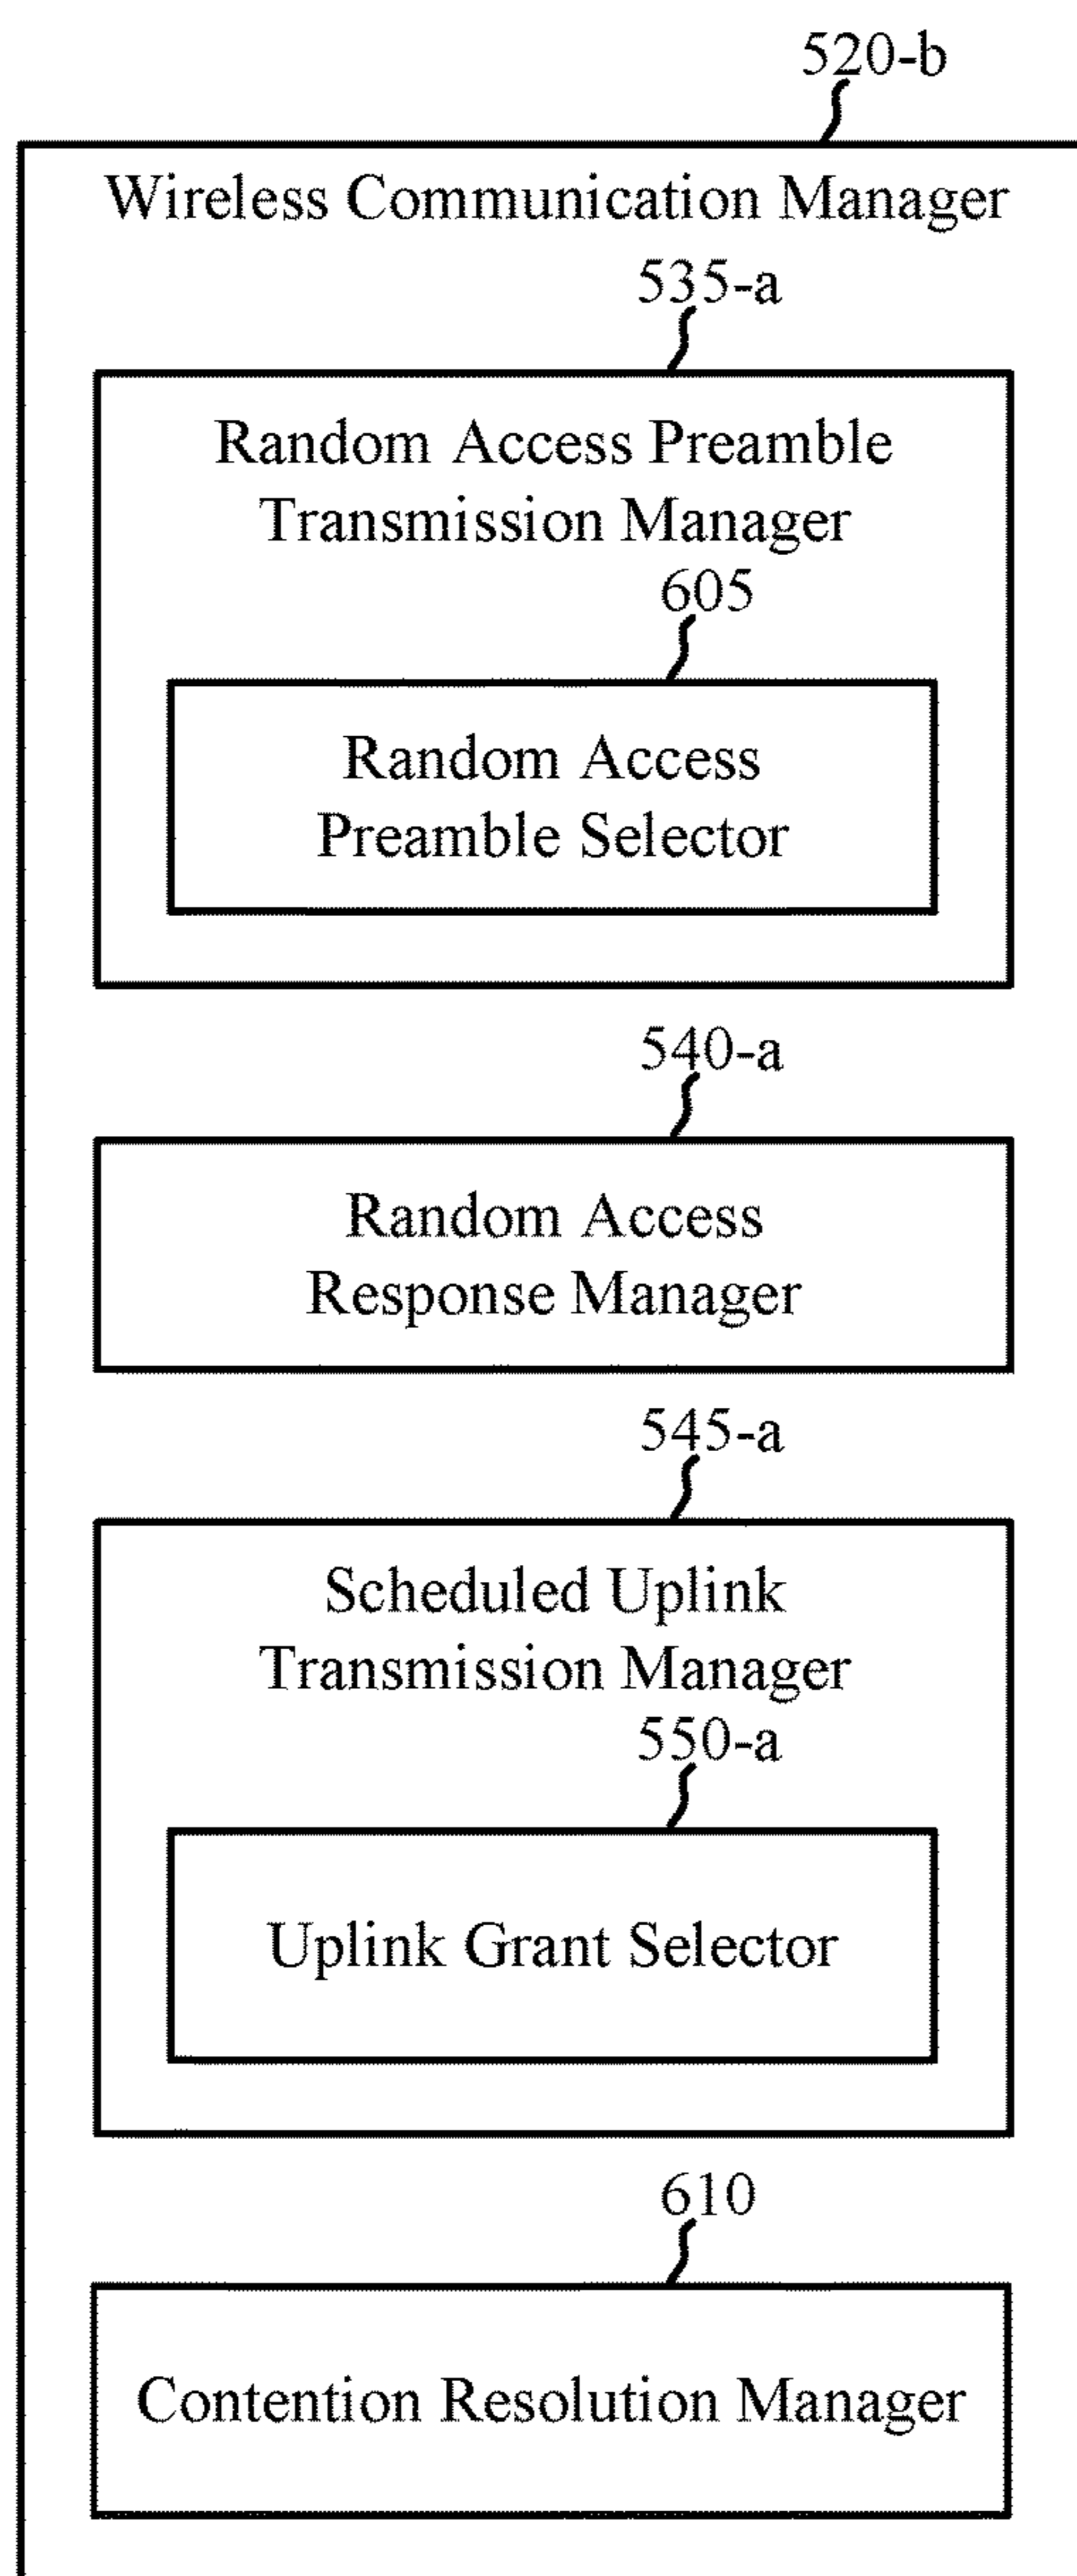 520-b
Wireless Communication Manager
535-a
Random Access Preamble
Transmission Manager
605
Random Access
Preamble Selector
540-a
Random Access
Response Manager
545-a
Scheduled Uplink
Transmission Manager
550-a
Uplink Grant Selector
610
Contention Resolution Manager